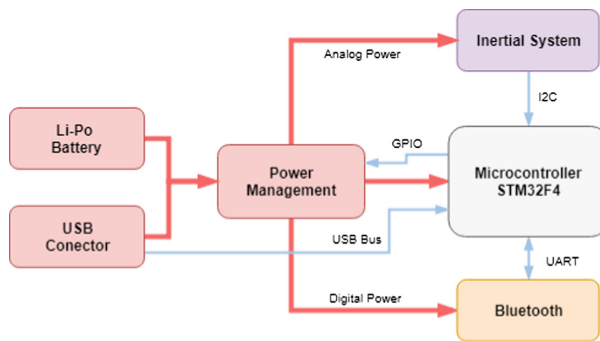 Inertial System
Analog Power
I2C
Li-Po
Battery
GPIO
Power
Management
Microcontroller
STM32F4
USB
Conector
USB Bus
UART
Digital Power
Bluetooth